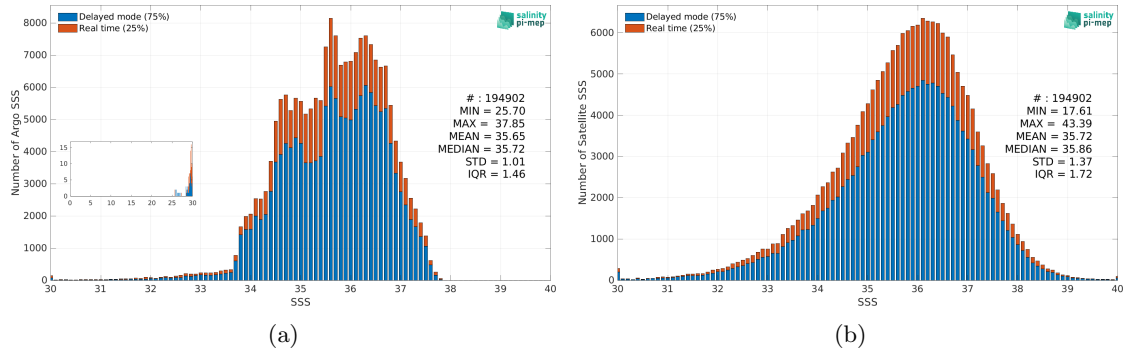 Delayed mode (75%)
Real time (25%)
salinity
pi-mep
Number of Argo SSS
8000
7000
6000
5000
4000
3000
2000
1000
0
# : 194902
MIN = 25.70
MAX = 37.85
MEAN = 35.65
MEDIAN = 35.72
STD = 1.01
IQR = 1.46
15
10
5
0
0 5 10 15 20 25 30
30 31 32 33 34 35 36 37 38 39 40
SSS
(a)
Delayed mode (75%)
Real time (25%)
salinity
pi-mep
Number of Satellite SSS
6000
5000
4000
3000
2000
1000
0
# : 194902
MIN = 17.61
MAX = 43.39
MEAN = 35.72
MEDIAN = 35.86
STD = 1.37
IQR = 1.72
30 31 32 33 34 35 36 37 38 39 40
SSS
(b)